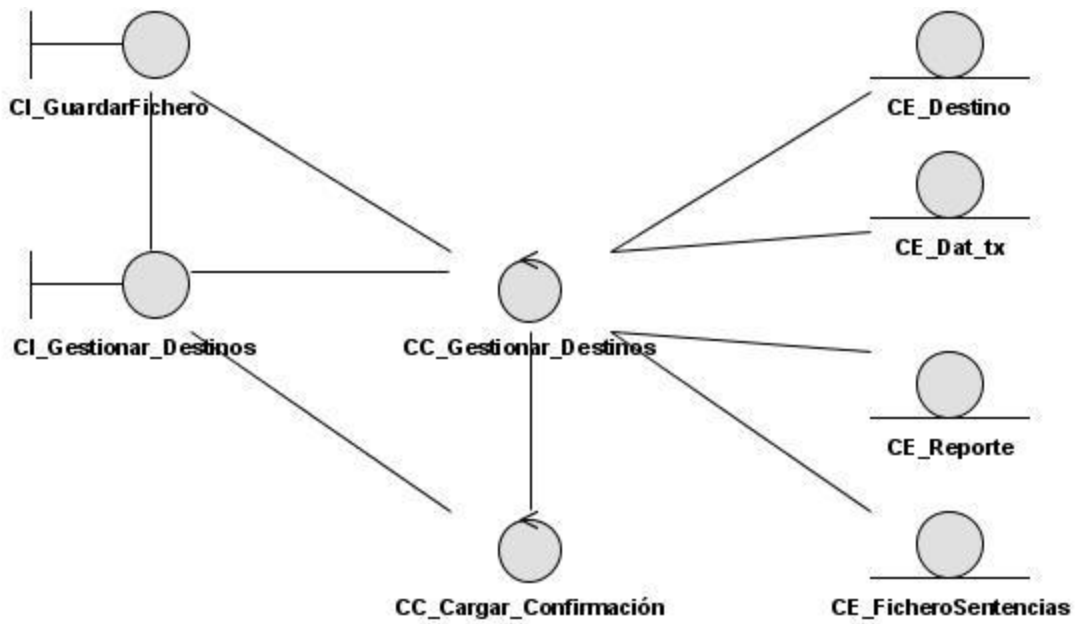 CI_GuardarFichero
CE_Destino
CE_Dat_tx
CI_Gestionar_Destinos
CC_Gestionar_Destinos
CE_Reporte
CC_Cargar_Confirmación
CE_FicheroSentencias